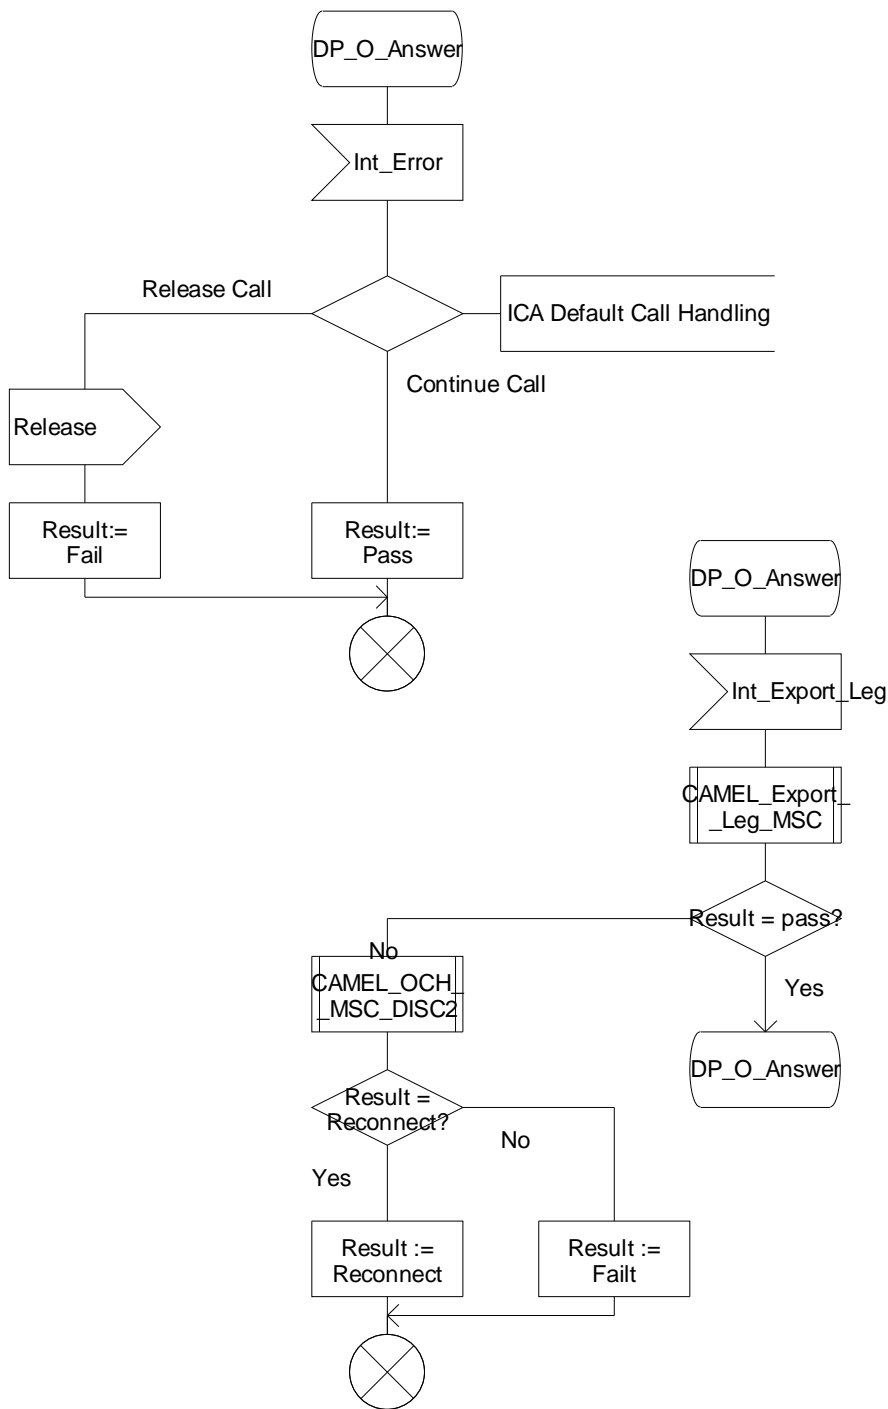 DP_O_Answer
Int_Error
Release Call
ICA Default Call Handling
Continue Call
Release
Result:=
Fail
Result:=
Pass
DP_O_Answer
Int_Export_Leg
CAMEL_Export_
_Leg_MSC
Result = pass?
No
CAMEL_OCH_
_MSC_DISC2
Yes
DP_O_Answer
Result =
Reconnect?
No
Yes
Result :=
Reconnect
Result :=
Failt